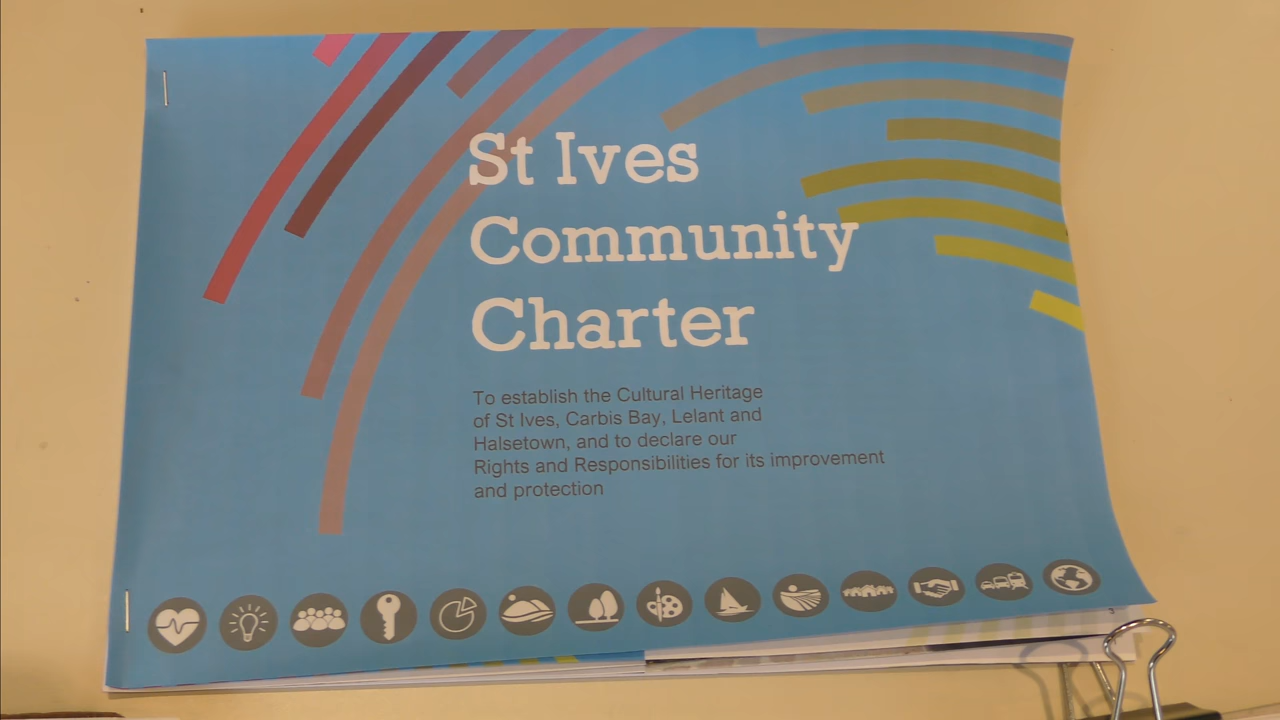 St Ives
Community
Charter
To establish the Cultural Heritage
of St Ives, Carbis Bay, Lelant and
Halsetown, and to declare our
Rights and Responsibilities for its improvement
and protection